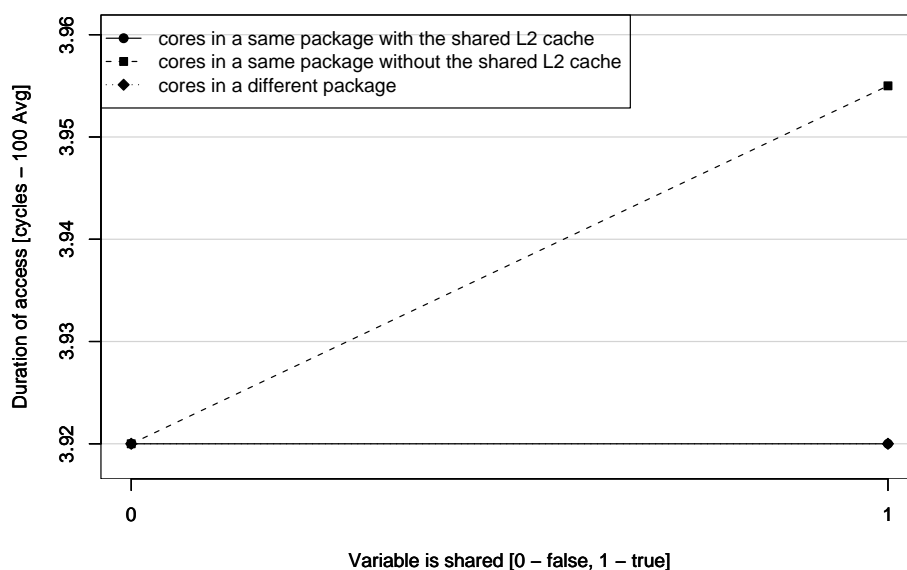 cores in a same package with the shared L2 cache
cores in a same package without the shared L2 cache
cores in a different package
Duration of access [cycles − 100 Avg]
3.96
3.95
3.94
3.93
3.92
0
1
Variable is shared [0 − false, 1 − true]